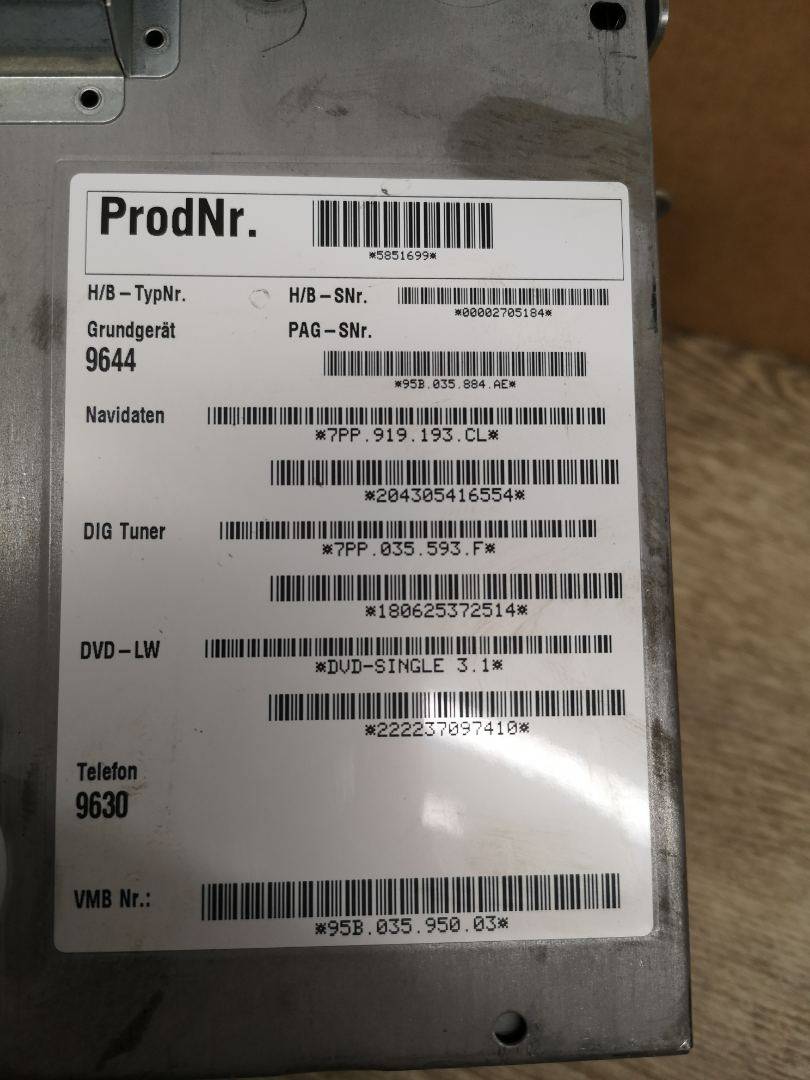 ProdNr.
*5851699*
H/B-TypNr.
H/B-SNr.
*00002705184*
Grundgerät
PAG-SNr.
9644
*95B.035.884.AE*
Navidaten
*7PP.919.193.CL*
*204305416554*
DIG Tuner
*7PP.035.593.F*
*180625372514*
DVD-LW
*DVD-SINGLE 3.1*
*222237097410*
Telefon
9630
VMB Nr.:
*95B.035.950.03*